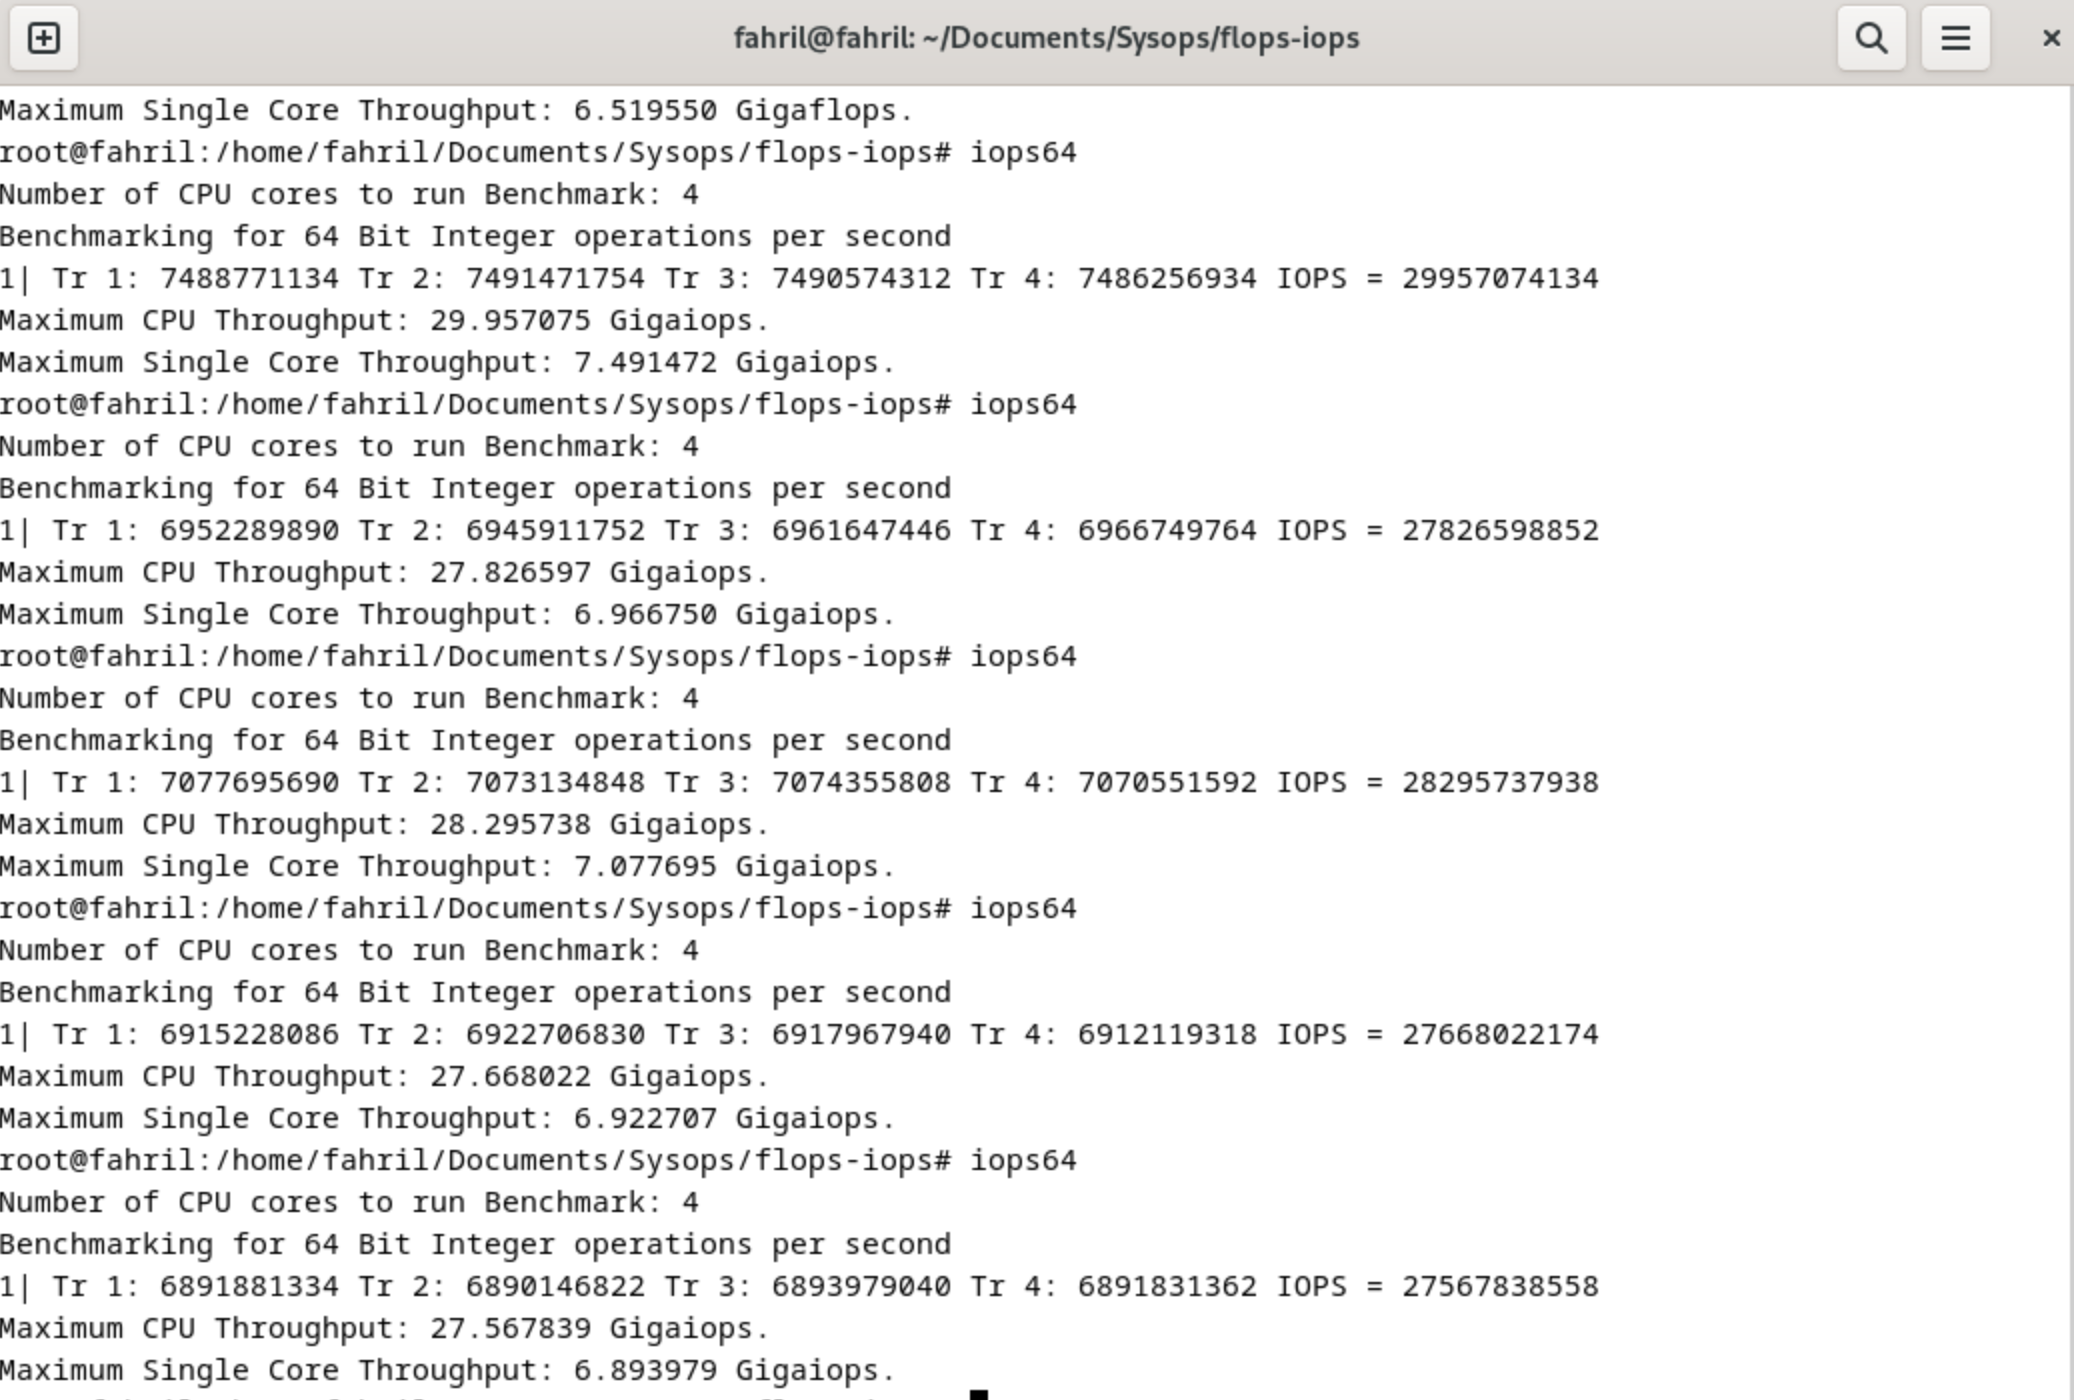 fahril@fahril: ~/Documents/Sysops/flops-iops
Maximum Single Core Throughput: 6.519550 Gigaflops.
root@fahril:/home/fahril/Documents/Sysops/flops-iops# iops64
Number of CPU cores to run Benchmark: 4
Benchmarking for 64 Bit Integer operations per second
1| Tr 1: 7488771134 Tr 2: 7491471754 Tr 3: 7490574312 Tr 4: 7486256934 IOPS = 29957074134
Maximum CPU Throughput: 29.957075 Gigaiops.
Maximum Single Core Throughput: 7.491472 Gigaiops.
root@fahril:/home/fahril/Documents/Sysops/flops-iops# iops64
Number of CPU cores to run Benchmark: 4
Benchmarking for 64 Bit Integer operations per second
1| Tr 1: 6952289890 Tr 2: 6945911752 Tr 3: 6961647446 Tr 4: 6966749764 IOPS = 27826598852
Maximum CPU Throughput: 27.826597 Gigaiops.
Maximum Single Core Throughput: 6.966750 Gigaiops.
root@fahril:/home/fahril/Documents/Sysops/flops-iops# iops64
Number of CPU cores to run Benchmark: 4
Benchmarking for 64 Bit Integer operations per second
1| Tr 1: 7077695690 Tr 2: 7073134848 Tr 3: 7074355808 Tr 4: 7070551592 IOPS = 28295737938
Maximum CPU Throughput: 28.295738 Gigaiops.
Maximum Single Core Throughput: 7.077695 Gigaiops.
root@fahril:/home/fahril/Documents/Sysops/flops-iops# iops64
Number of CPU cores to run Benchmark: 4
Benchmarking for 64 Bit Integer operations per second
1| Tr 1: 6915228086 Tr 2: 6922706830 Tr 3: 6917967940 Tr 4: 6912119318 IOPS = 27668022174
Maximum CPU Throughput: 27.668022 Gigaiops.
Maximum Single Core Throughput: 6.922707 Gigaiops.
root@fahril:/home/fahril/Documents/Sysops/flops-iops# iops64
Number of CPU cores to run Benchmark: 4
Benchmarking for 64 Bit Integer operations per second
1| Tr 1: 6891881334 Tr 2: 6890146822 Tr 3: 6893979040 Tr 4: 6891831362 IOPS = 27567838558
Maximum CPU Throughput: 27.567839 Gigaiops.
Maximum Single Core Throughput: 6.893979 Gigaiops.